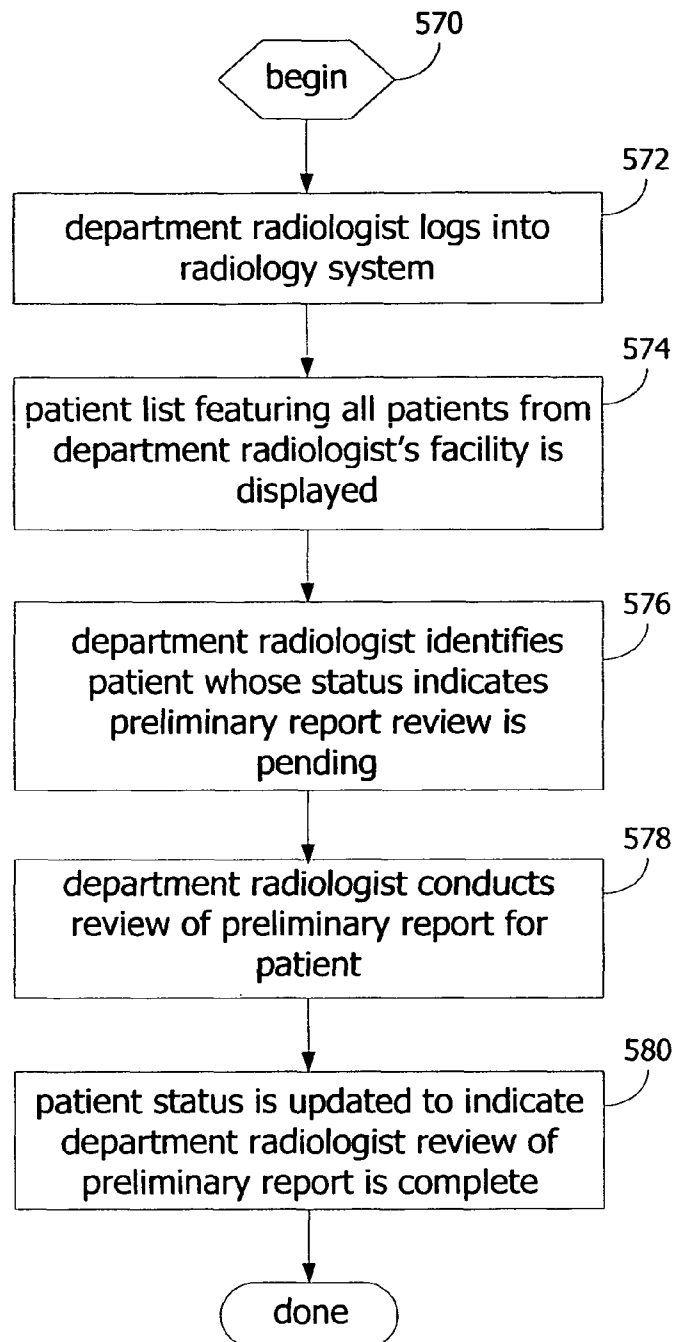 570
begin
572
department radiologist logs into
radiology system
574
patient list featuring all patients from
department radiologist's facility is
displayed
576
department radiologist identifies
patient whose status indicates
preliminary report review is
pending
578
department radiologist conducts
review of preliminary report for
patient
580
patient status is updated to indicate
department radiologist review of
preliminary report is complete
done